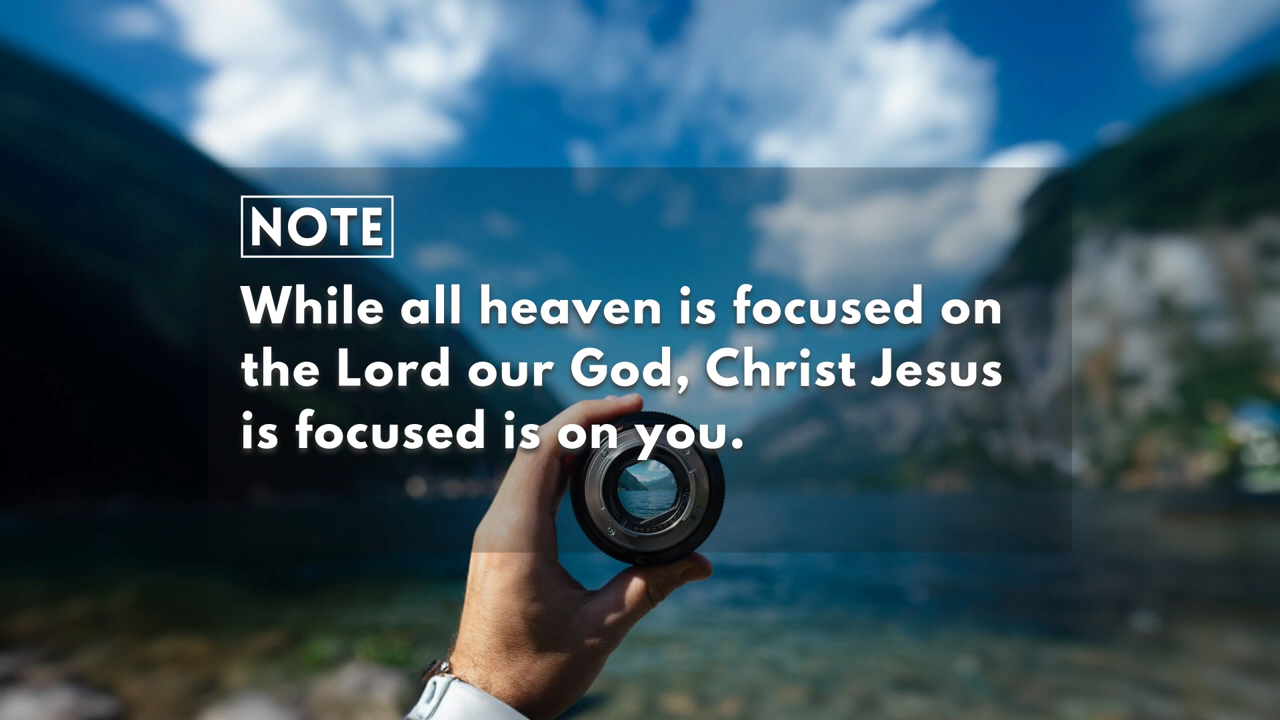 NOTE
While all heaven is focused on
the Lord our God, Christ Jesus
is focused is on you.